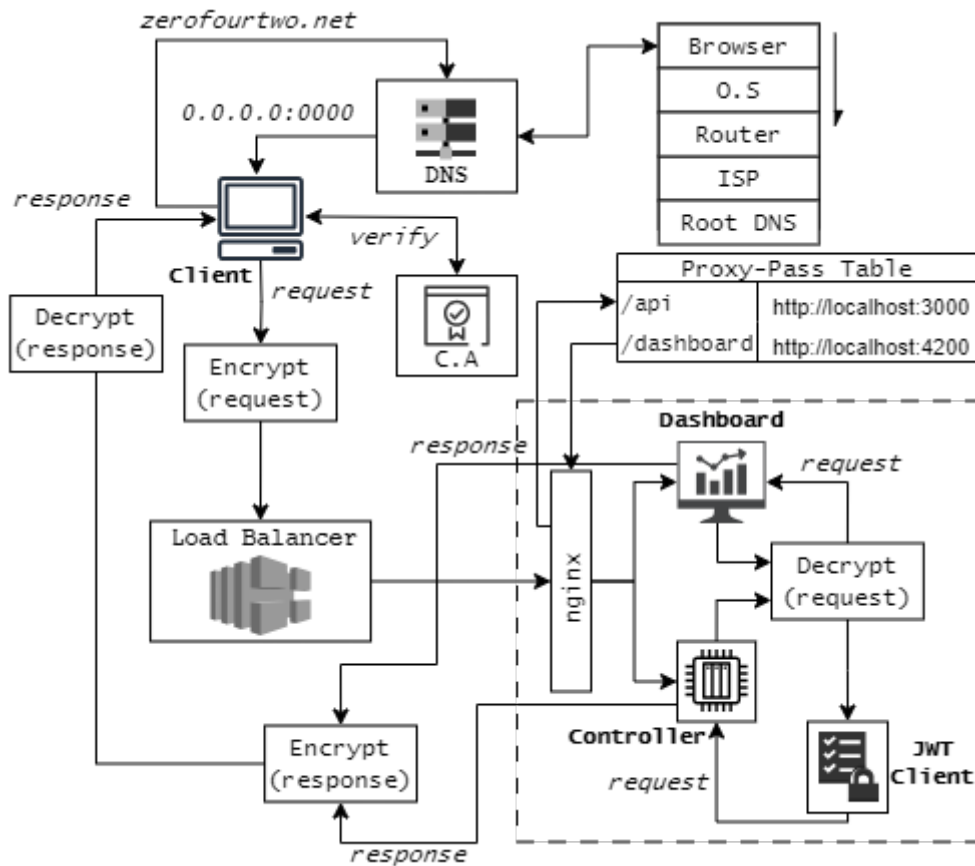 zerofourtwo.net
Browser
O.S
Router
ISP
Root DNS
0.0.0.0:0000
DNS
response
verify
Client
request
C.A
Proxy-Pass Table
/api
http://localhost:3000
/dashboard
http://localhost:4200
Decrypt
(response)
Encrypt
(request)
response
Dashboard
request
Load Balancer
nginx
Decrypt
(request)
Controller
request
JWT
Client
Encrypt
(response)
response